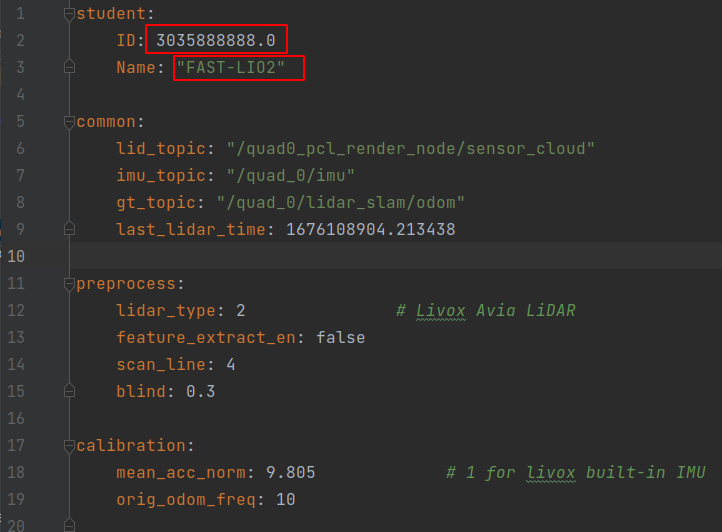 1 student:
2 ID: 3035888888.0
3 Name: "FAST-LIO2"
4
5 common:
6 lid_topic: "/quad0_pcl_render_node/sensor_cloud"
7 imu_topic: "/quad_0/imu"
8 gt_topic: "/quad_0/lidar_slam/odom"
9 last_lidar_time: 1676108904.213438
10
11 preprocess:
12 lidar_type: 2 # Livox Avia LiDAR
13 feature_extract_en: false
14 scan_line: 4
15 blind: 0.3
16
17 calibration:
18 mean_acc_norm: 9.805 # 1 for livox built-in IMU
19 orig_odom_freq: 10
20